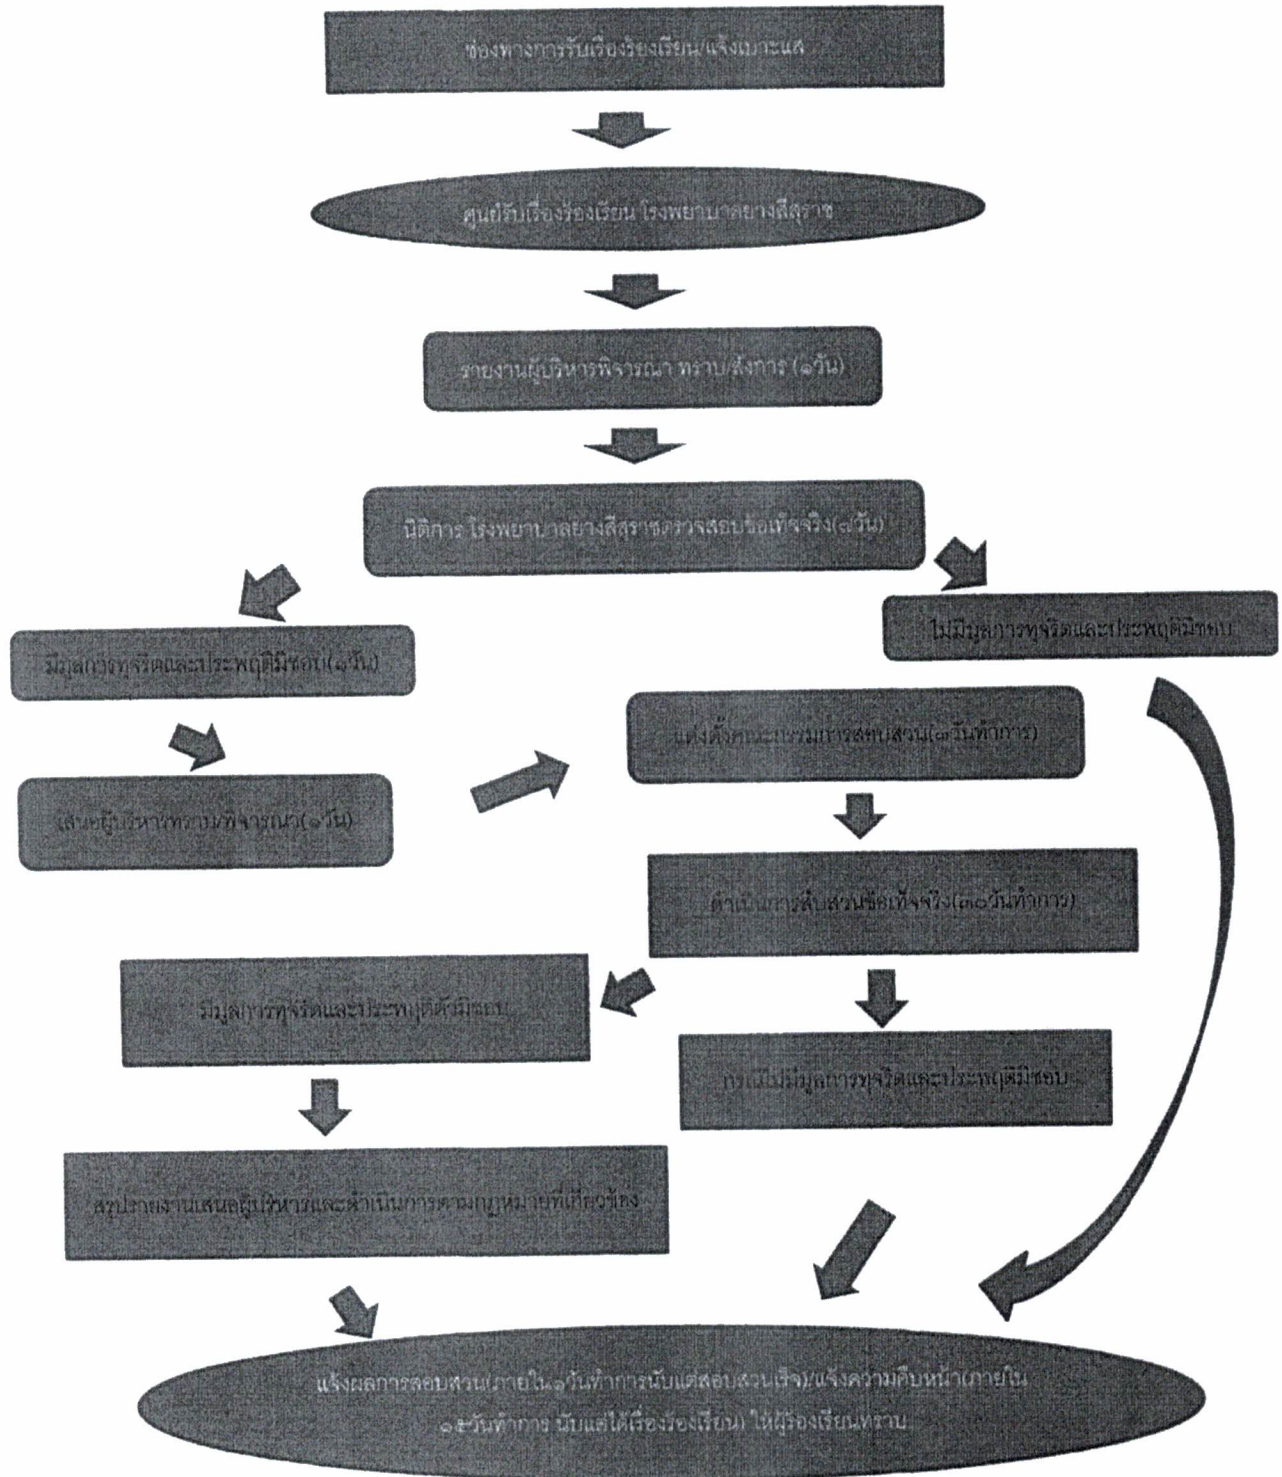 ช่องทางการรับเรื่องร้องเรียน/แจ้งเบาะแส
ศูนย์รับเรื่องร้องเรียน โรงพยาบาลยางสีสุราช
รายงานผู้บริหารพิจารณา ทราบ/สั่งการ (๑วัน)
นิติการ โรงพยาบาลยางสีสุราชตรวจสอบข้อเท็จจริง(๗วัน)
ไม่มีมูลการทุจริตและประพฤติมิชอบ
มีมูลการทุจริตและประพฤติมิชอบ(๑วัน)
แต่งตั้งคณะกรรมการสอบสวน(๓วันทำการ)
เสนอผู้บริหารทราบ/พิจารณา(๑วัน)
ดำเนินการสืบสวนข้อเท็จจริง(๓๐วันทำการ)
มีมูลการทุจริตและประพฤติตัวมิชอบ
กรณีไม่มีมูลการทุจริตและประพฤติมิชอบ
สรุปรายงานเสนอผู้บริหารและดำเนินการตามกฎหมายที่เกี่ยวข้อง
แจ้งผลการสอบสวน(ภายใน๑วันทำการนับแต่สอบสวนเร็จ)/แจ้งความคืบหน้า(ภายใน
๑๕วันทำการ นับแต่ได้เรื่องร้องเรียน) ให้ผู้ร้องเรียนทราบ